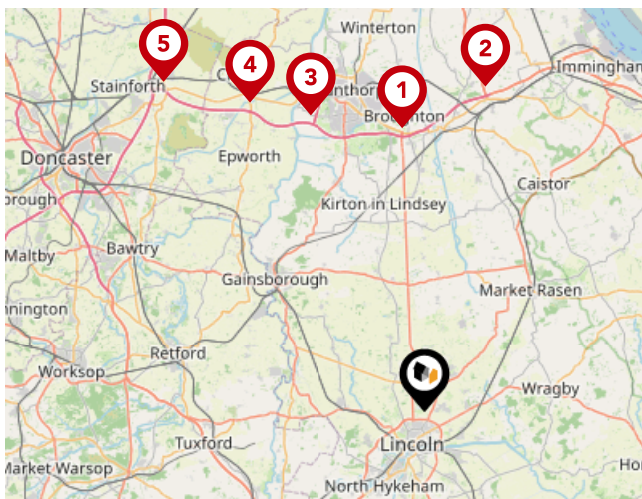 Winterton
5
2
4
Immingham
Stainforth
3
1
Doncaster
Epworth
Caistor
Kirton in Lindsey
Maltby
Bawtry
Gainsborough
Market Rasen
Retford
Worksop
Wragby
Tuxford
Lincoln
Market Warsop
North Hykeham